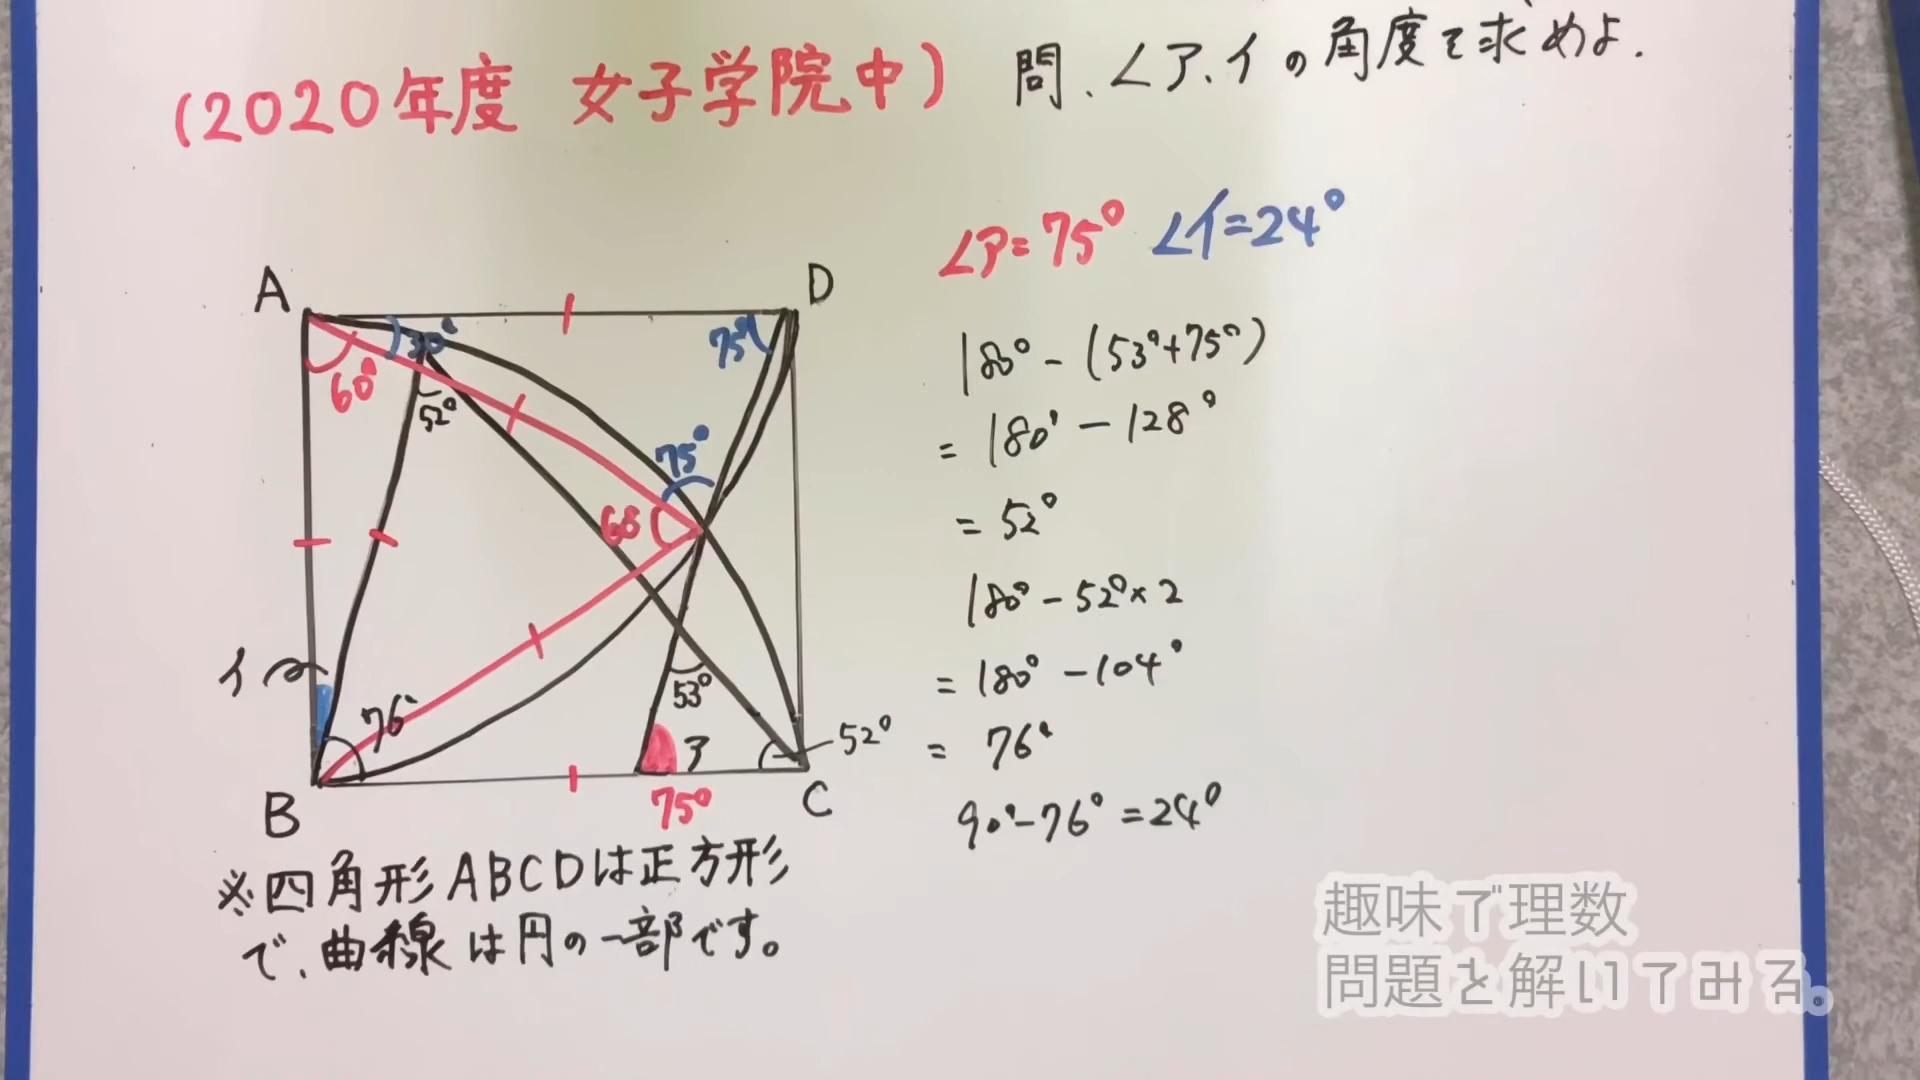 (2020年度 女子学院中) 問、∠ア、イの角度を求めよ.
∠ア=75° ∠イ=24°
A
D
30°
60°
52°
75°
75°
60
180°-(53°+75°)
=180°-128°
=52°
180°-52°×2
=180°-104°
=76°
90°-76°=24°
イ
76°
53°
ア
52°
75°
B
C
※四角形ABCDは正方形
で、曲線は円の一部です。
趣味で理数
問題を解いてみる。